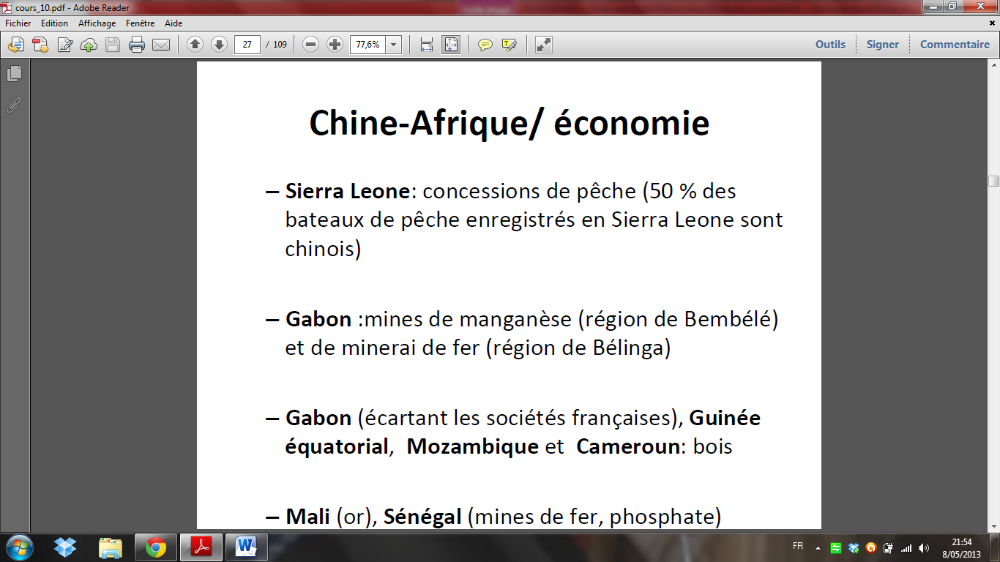 cours_10.pdf - Adobe Reader
Fichier Edition Affichage Fenêtre Aide
27 / 109 77,6% Outils Signer Commentaire
Chine-Afrique/ économie
– Sierra Leone: concessions de pêche (50 % des
bateaux de pêche enregistrés en Sierra Leone sont
chinois)
– Gabon :mines de manganèse (région de Bembélé)
et de minerai de fer (région de Bélinga)
– Gabon (écartant les sociétés françaises), Guinée
équatorial, Mozambique et Cameroun: bois
– Mali (or), Sénégal (mines de fer, phosphate)
FR 21:54
8/05/2013